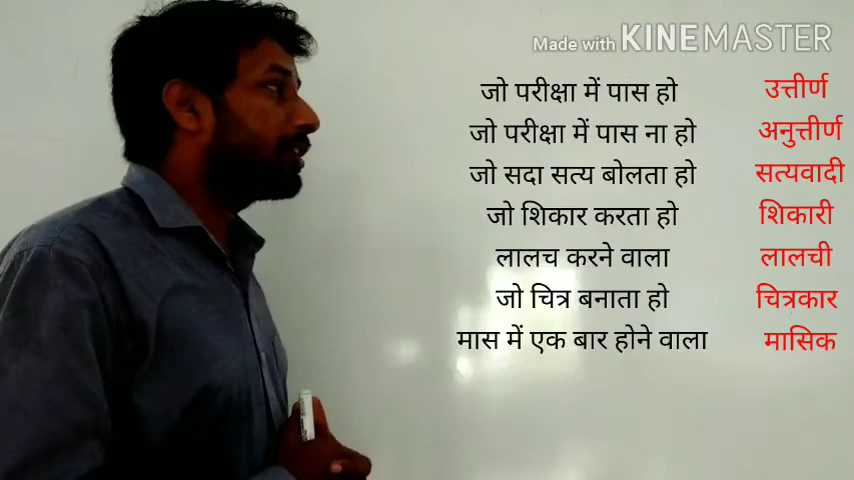 Made with KINEMASTER
जो परीक्षा में पास हो उत्तीर्ण
जो परीक्षा में पास ना हो अनुत्तीर्ण
जो सदा सत्य बोलता हो सत्यवादी
जो शिकार करता हो शिकारी
लालच करने वाला लालची
जो चित्र बनाता हो चित्रकार
मास में एक बार होने वाला मासिक